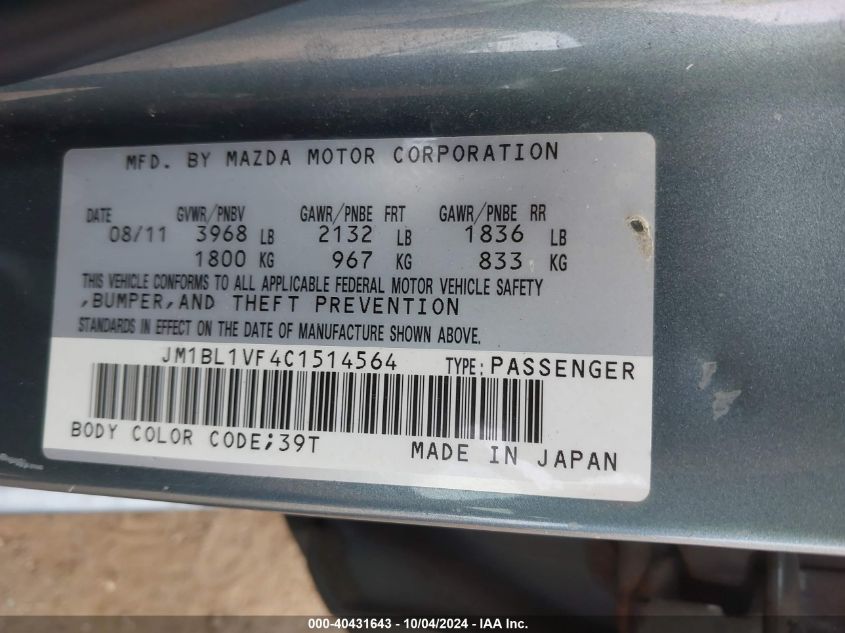 MFD. BY MAZDA MOTOR CORPORATION
DATE GVWR/PNBV GAWR/PNBE FRT GAWR/PNBE RR
08/11 3968 LB 2132 LB 1836 LB
1800 KG 967 KG 833 KG
THIS VEHICLE CONFORMS TO ALL APPLICABLE FEDERAL MOTOR VEHICLE SAFETY
,BUMPER,AND THEFT PREVENTION
STANDARDS IN EFFECT ON THE DATE OF MANUFACTURE SHOWN ABOVE.
JM1BL1VF4C1514564 TYPE: PASSENGER
BODY COLOR CODE;39T MADE IN JAPAN
000-40431643 - 10/04/2024 - IAA Inc.